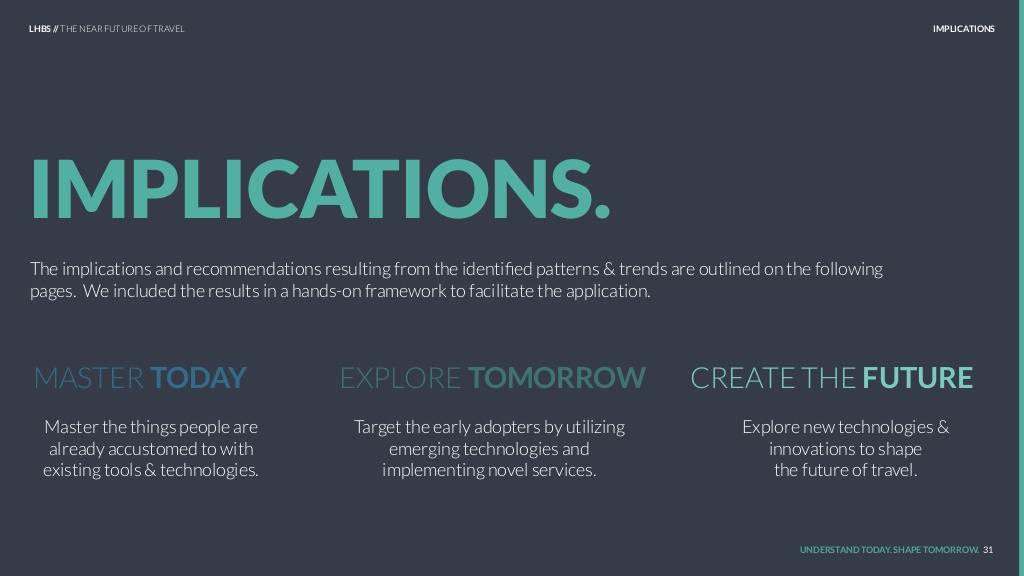 LHBS // THE NEAR FUTURE OF TRAVEL
IMPLICATIONS
IMPLICATIONS.
The implications and recommendations resulting from the identified patterns & trends are outlined on the following
pages. We included the results in a hands-on framework to facilitate the application.
MASTER TODAY
Master the things people are
already accustomed to with
existing tools & technologies.
EXPLORE TOMORROW
Target the early adopters by utilizing
emerging technologies and
implementing novel services.
CREATE THE FUTURE
Explore new technologies &
innovations to shape
the future of travel.
UNDERSTAND TODAY. SHAPE TOMORROW. 31